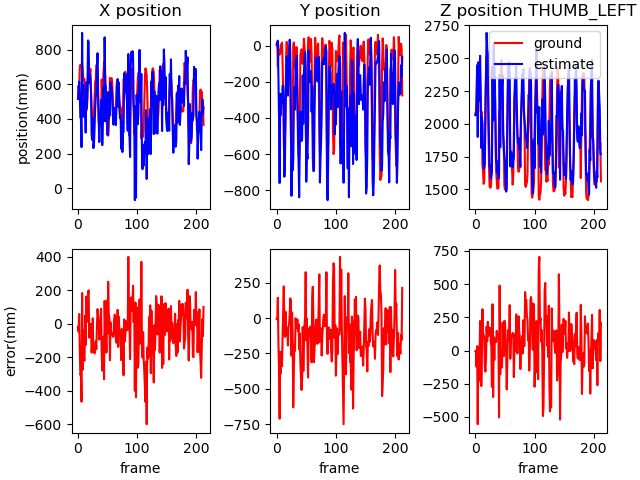 X position
Y position
Z position THUMB_LEFT
position(mm)
800
600
400
200
0
0
−200
−400
−600
−800
2750
2500
2250
2000
1750
1500
ground
estimate
0 100 200
0 100 200
0 100 200
error(mm)
400
200
0
−200
−400
−600
250
0
−250
−500
−750
750
500
250
0
−250
−500
0 100 200
0 100 200
0 100 200
frame
frame
frame